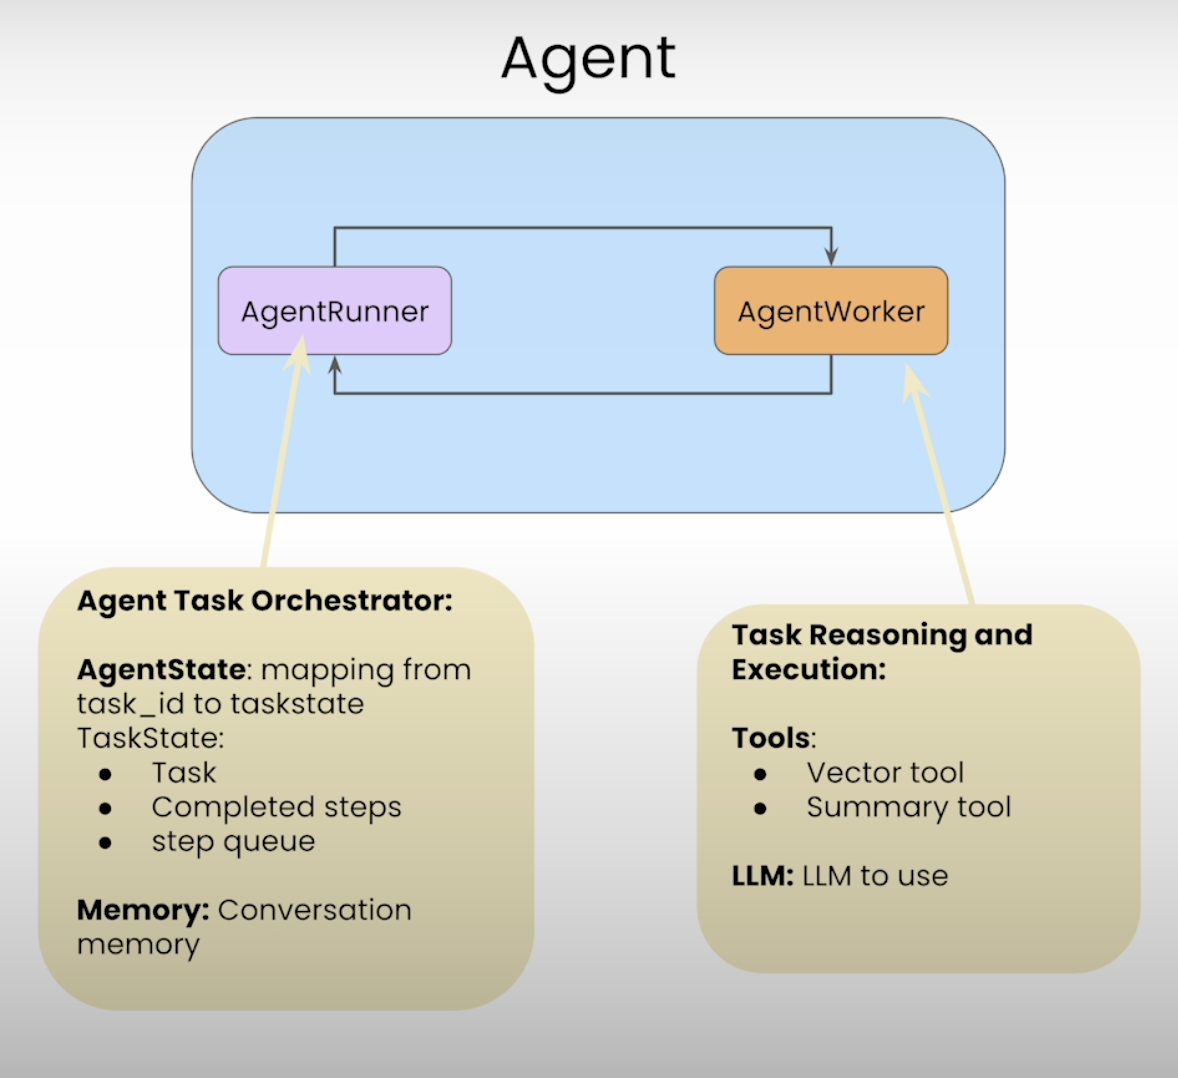 Agent
AgentRunner
AgentWorker
Agent Task Orchestrator:
AgentState: mapping from
task_id to taskstate
TaskState:
● Task
● Completed steps
● step queue
Memory: Conversation
memory
Task Reasoning and
Execution:
Tools:
● Vector tool
● Summary tool
LLM: LLM to use